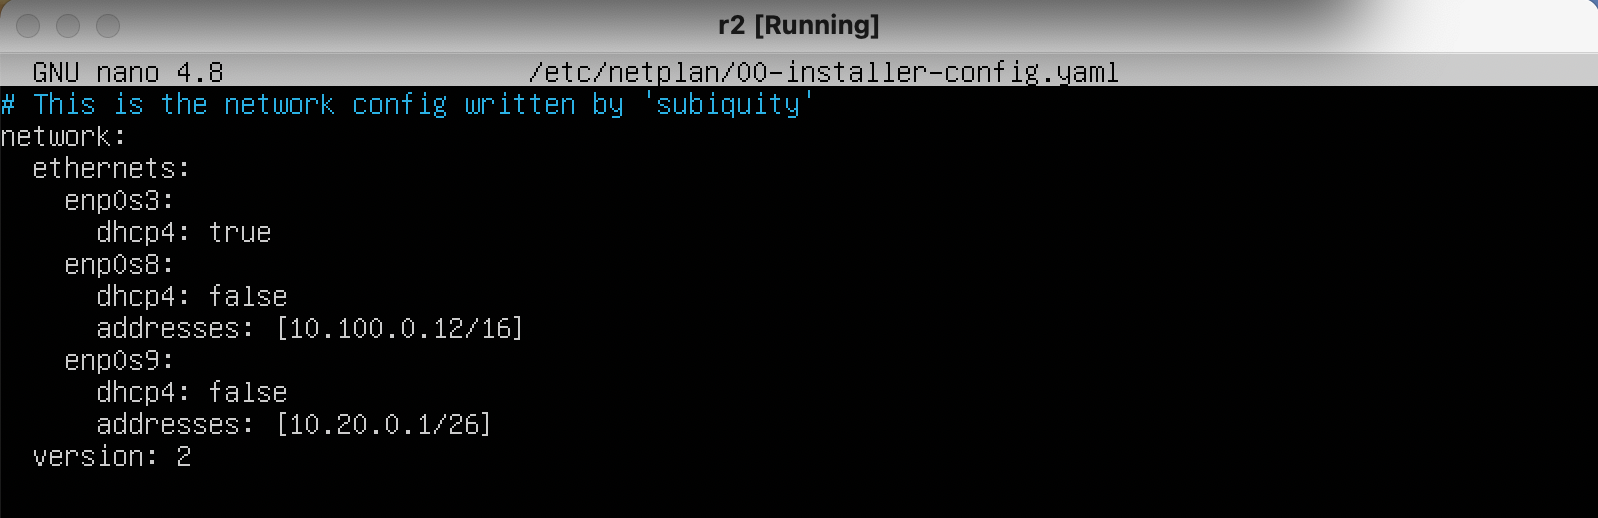 r2 [Running]
GNU nano 4.8 /etc/netplan/00-installer-config.yaml
# This is the network config written by 'subiquity'
network:
  ethernets:
    enp0s3:
      dhcp4: true
    enp0s8:
      dhcp4: false
      addresses: [10.100.0.12/16]
    enp0s9:
      dhcp4: false
      addresses: [10.20.0.1/26]
  version: 2